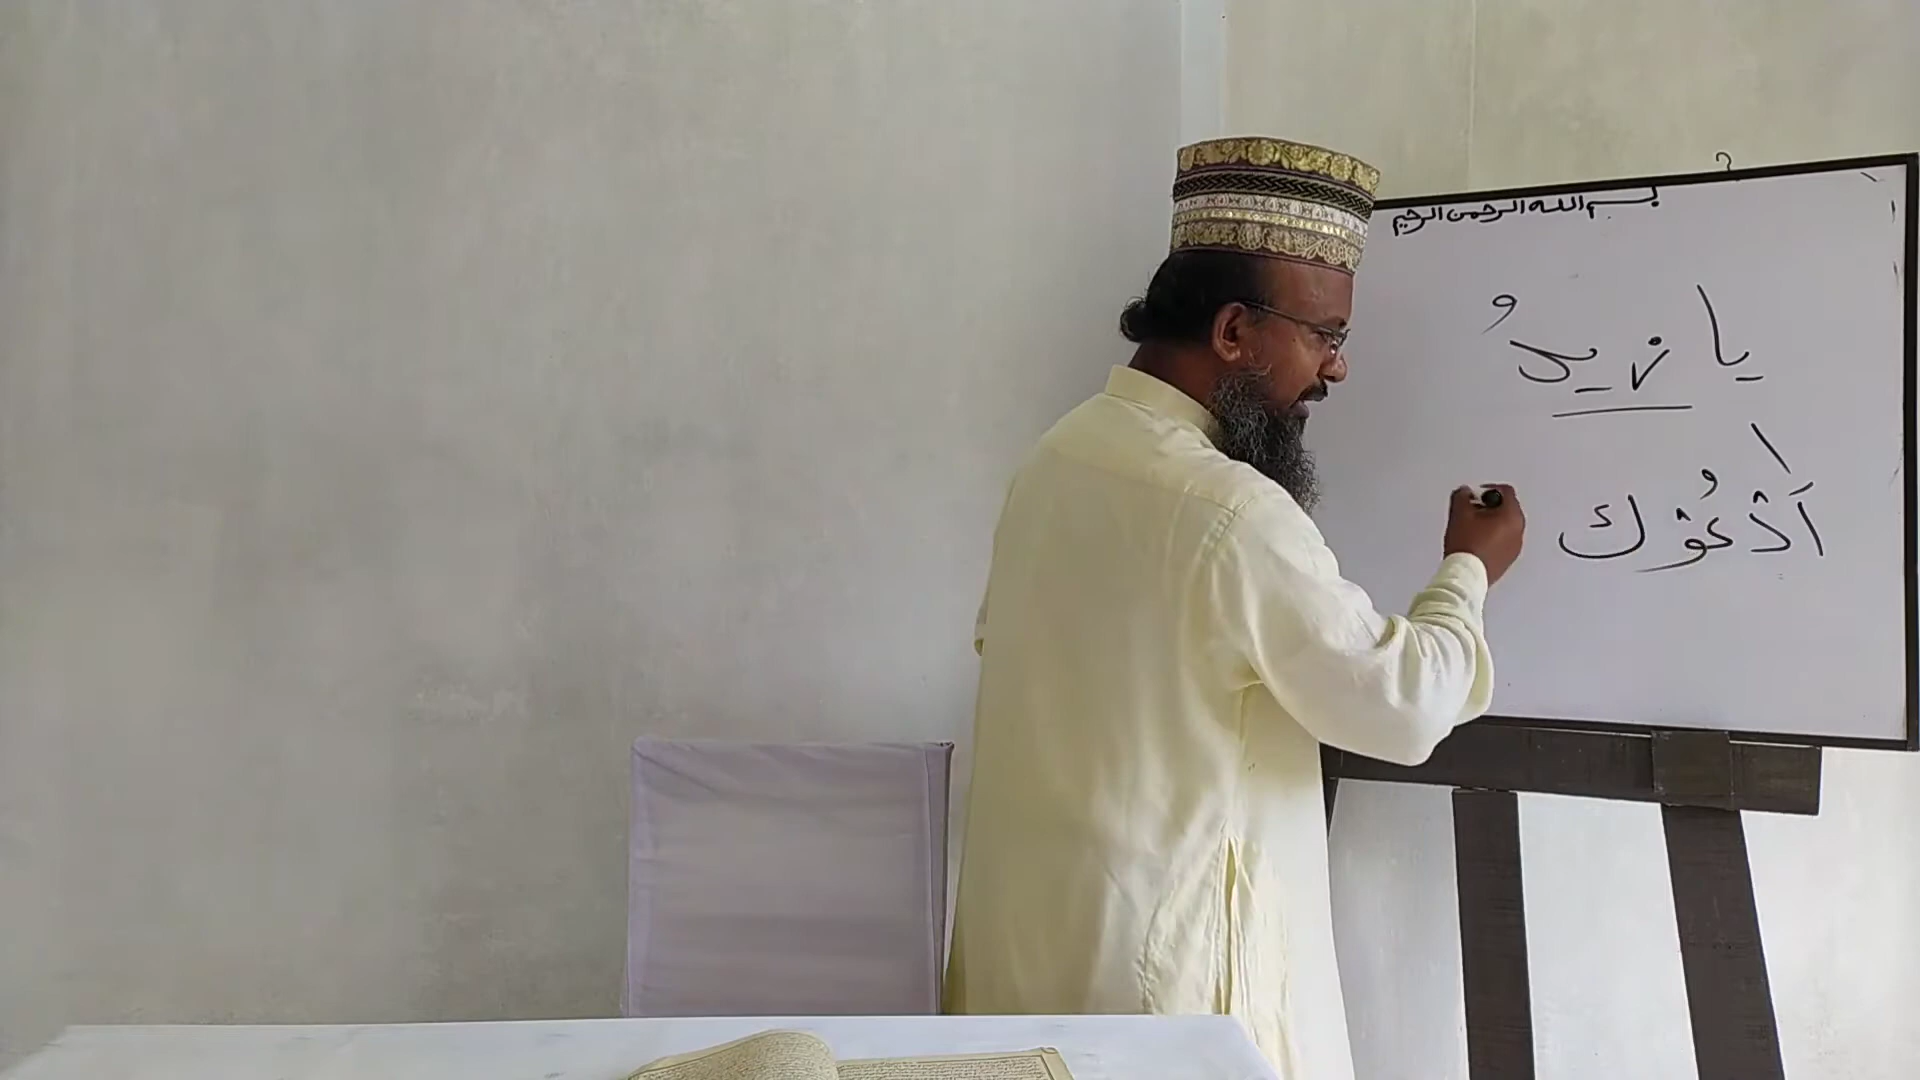 بسم الله الرحمن الرحيم
يا زيدُ
اَدْعُوْك